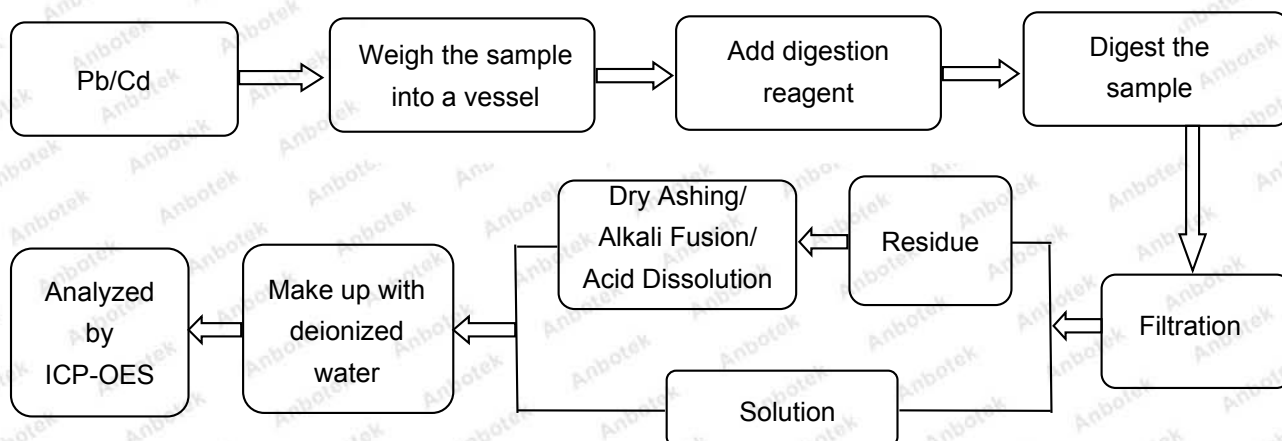 Pb/Cd
Weigh the sample
into a vessel
Add digestion
reagent
Digest the
sample
Filtration
Residue
Dry Ashing/
Alkali Fusion/
Acid Dissolution
Solution
Make up with
deionized
water
Analyzed
by
ICP-OES
Anbotek